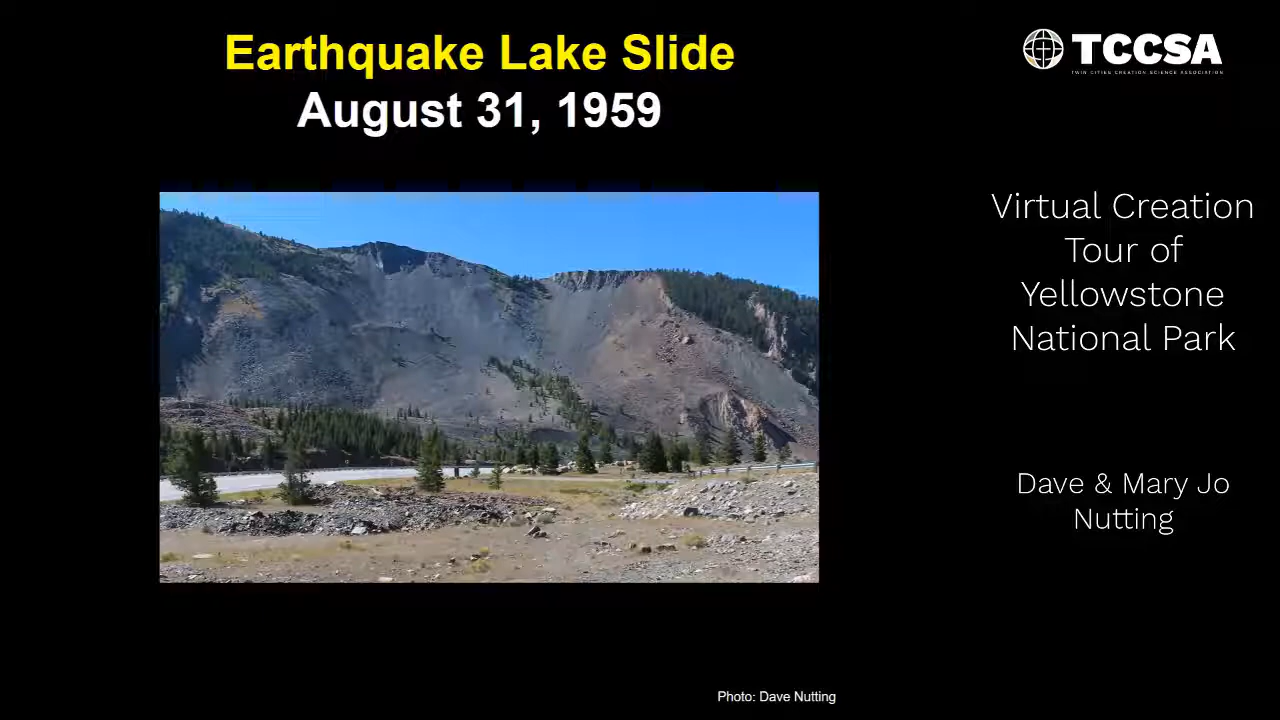 Earthquake Lake Slide
August 31, 1959
TCCSA
TWIN CITIES CREATION SCIENCE ASSOCIATION
Virtual Creation
Tour of
Yellowstone
National Park
Dave & Mary Jo
Nutting
Photo: Dave Nutting